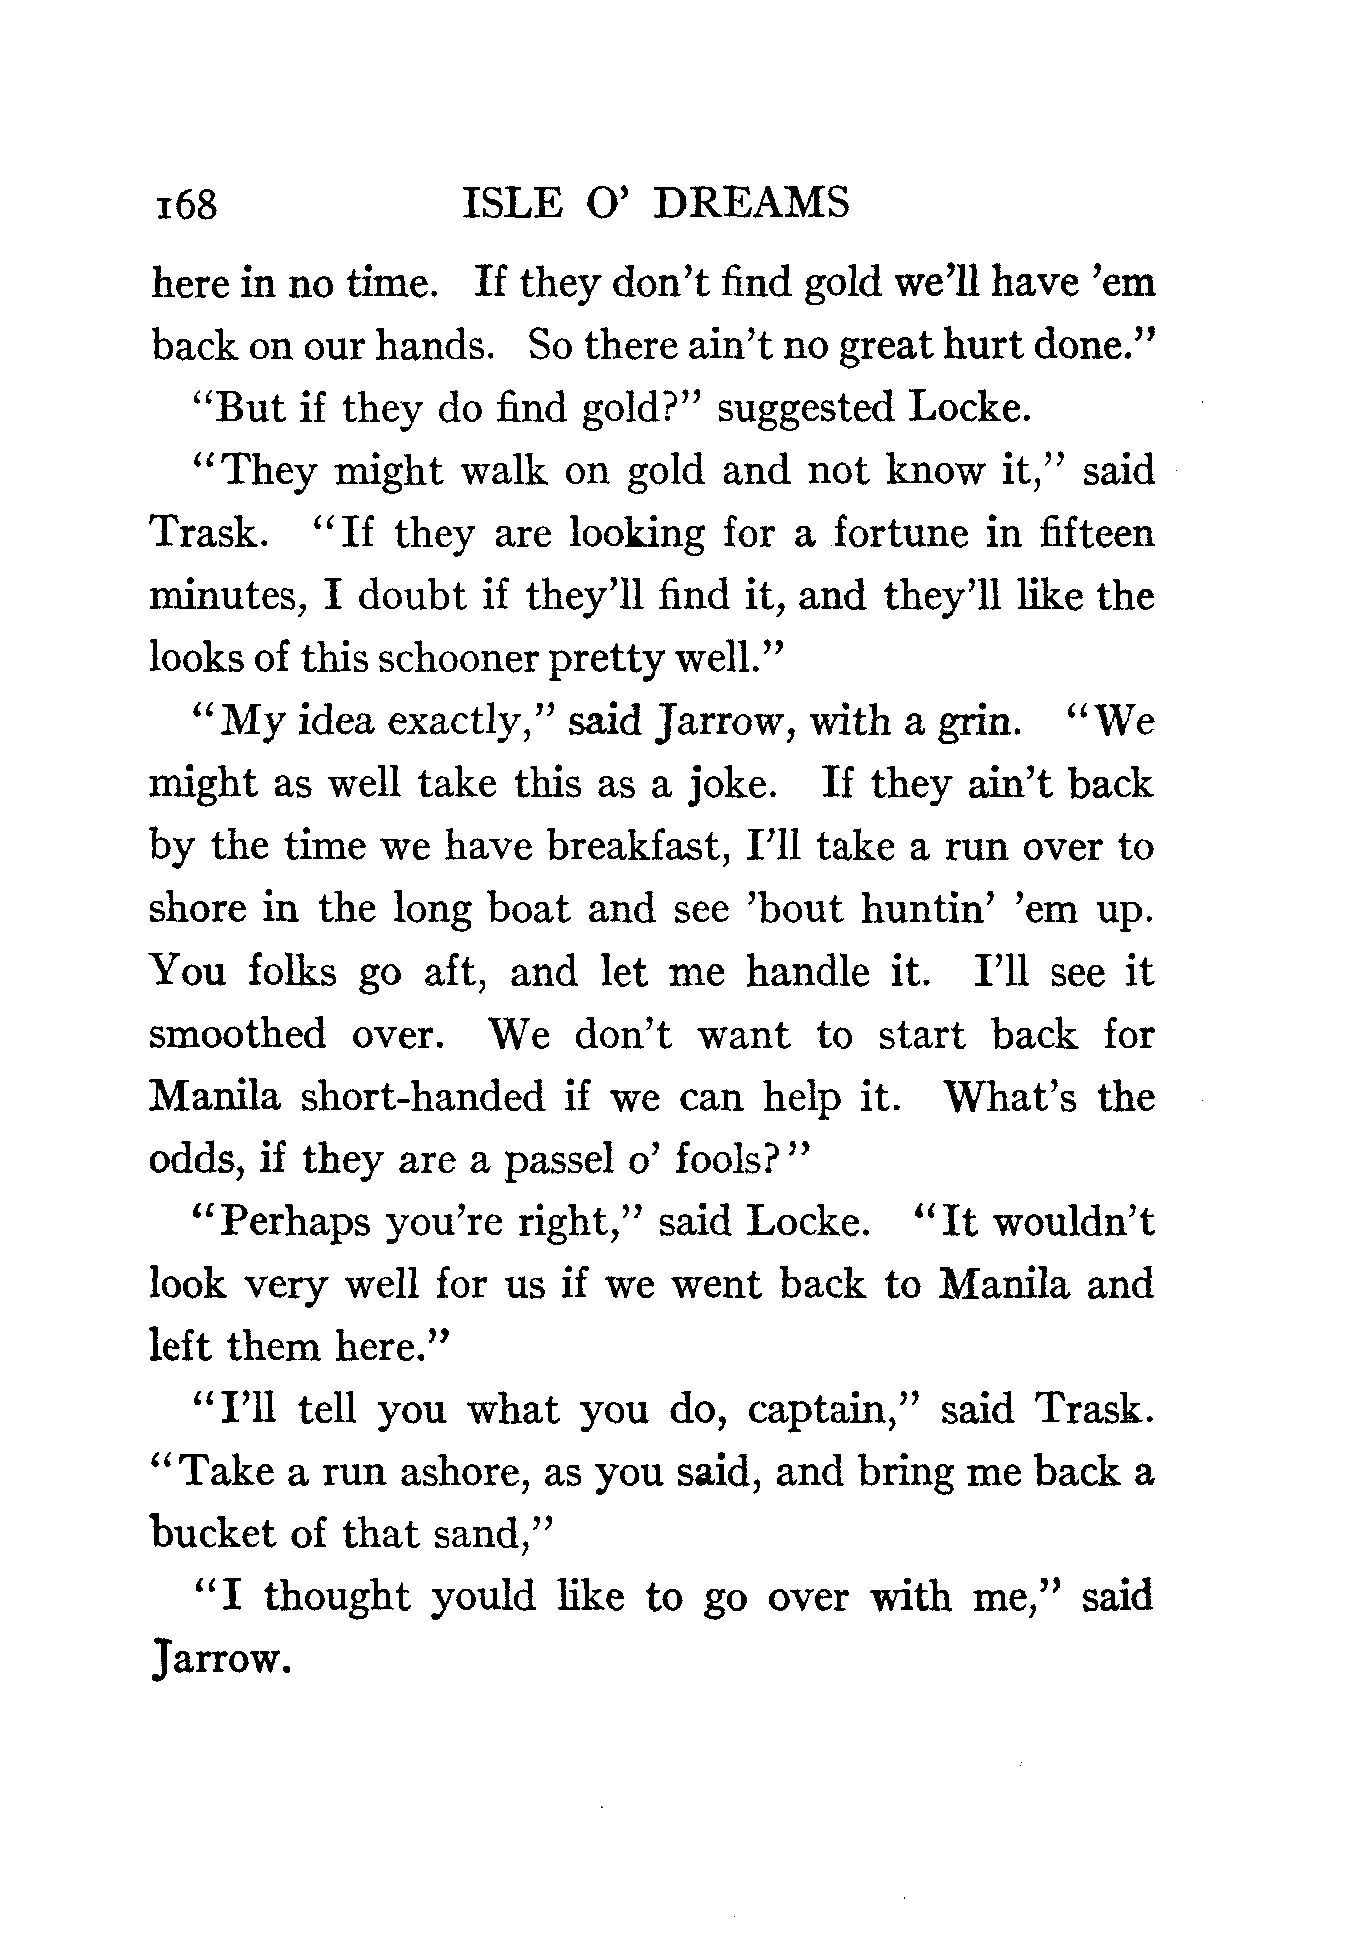 168 ISLE O' DREAMS
here in no time. If they don't find gold we'll have 'em
back on our hands. So there ain't no great hurt done."
"But if they do find gold?" suggested Locke.
"They might walk on gold and not know it," said
Trask. "If they are looking for a fortune in fifteen
minutes, I doubt if they'll find it, and they'll like the
looks of this schooner pretty well."
"My idea exactly," said Jarrow, with a grin. "We
might as well take this as a joke. If they ain't back
by the time we have breakfast, I'll take a run over to
shore in the long boat and see 'bout huntin' 'em up.
You folks go aft, and let me handle it. I'll see it
smoothed over. We don't want to start back for
Manila short-handed if we can help it. What's the
odds, if they are a passel o' fools?"
"Perhaps you're right," said Locke. "It wouldn't
look very well for us if we went back to Manila and
left them here."
"I'll tell you what you do, captain," said Trask.
"Take a run ashore, as you said, and bring me back a
bucket of that sand,"
"I thought yould like to go over with me," said
Jarrow.